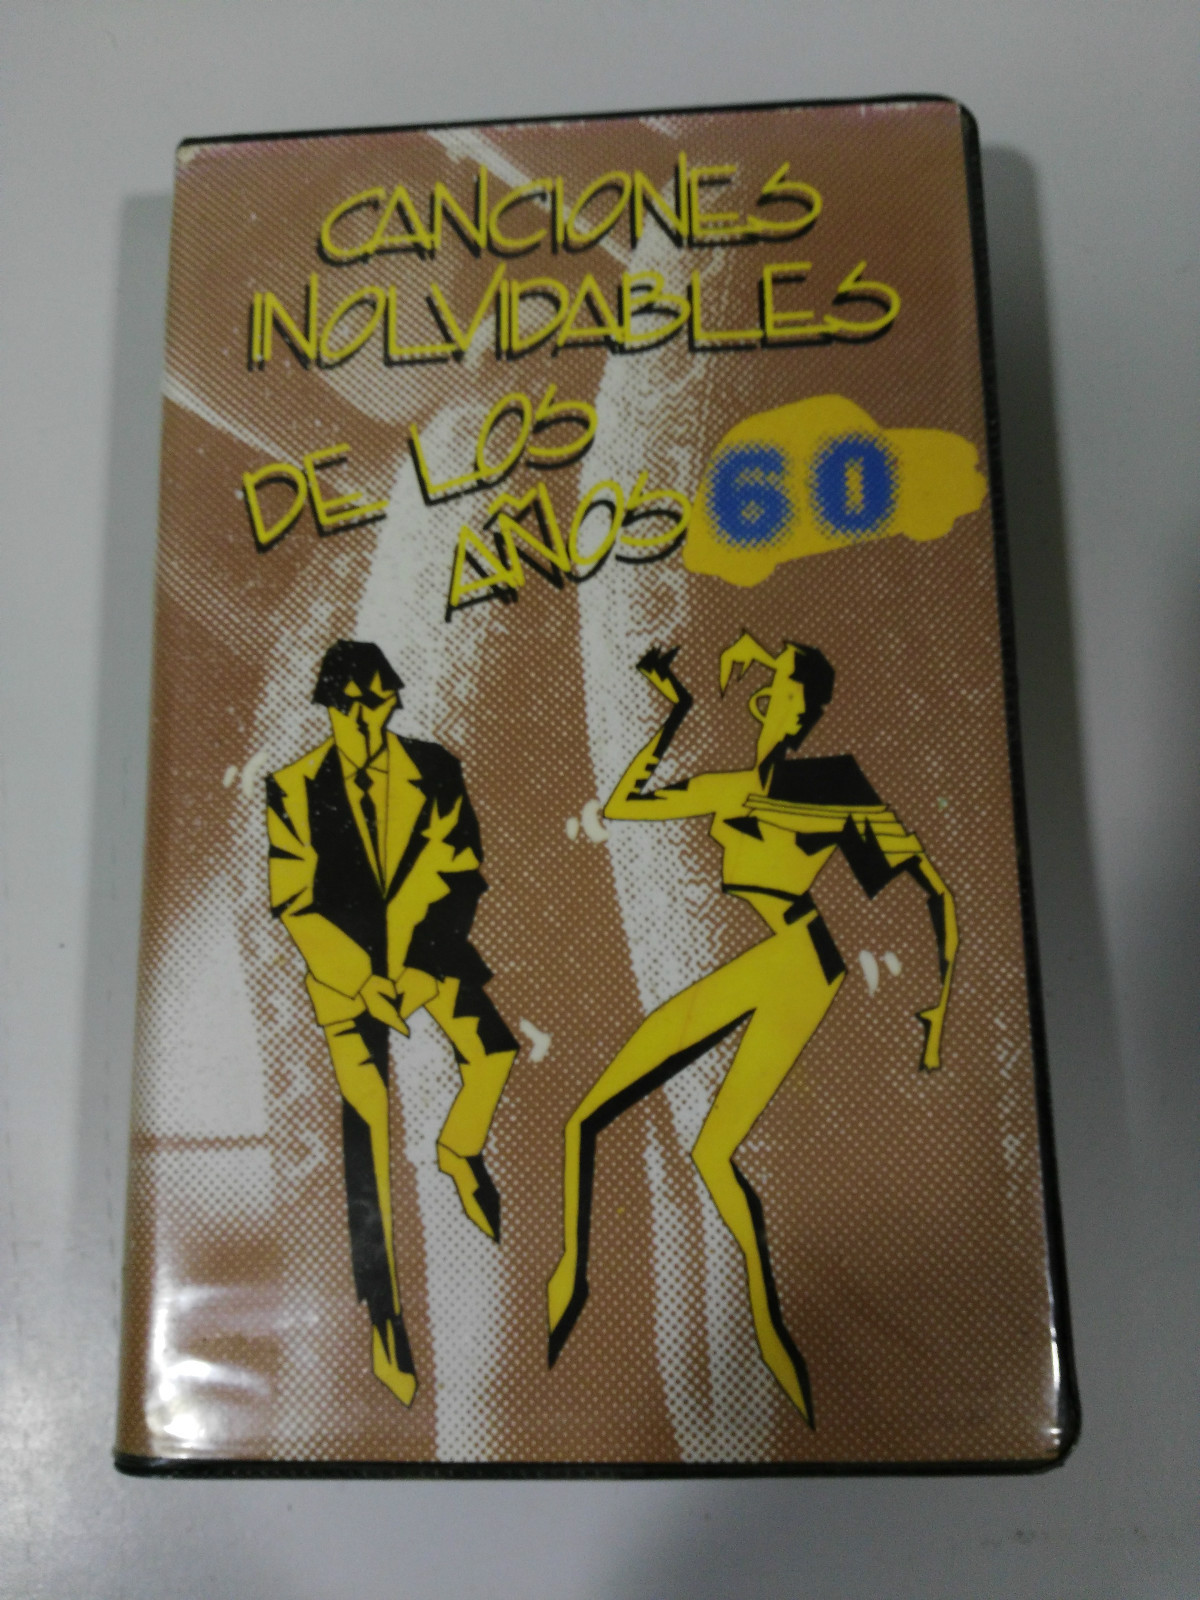 CANCIONES
INOLVIDABLES
DE LOS
AÑOS 60